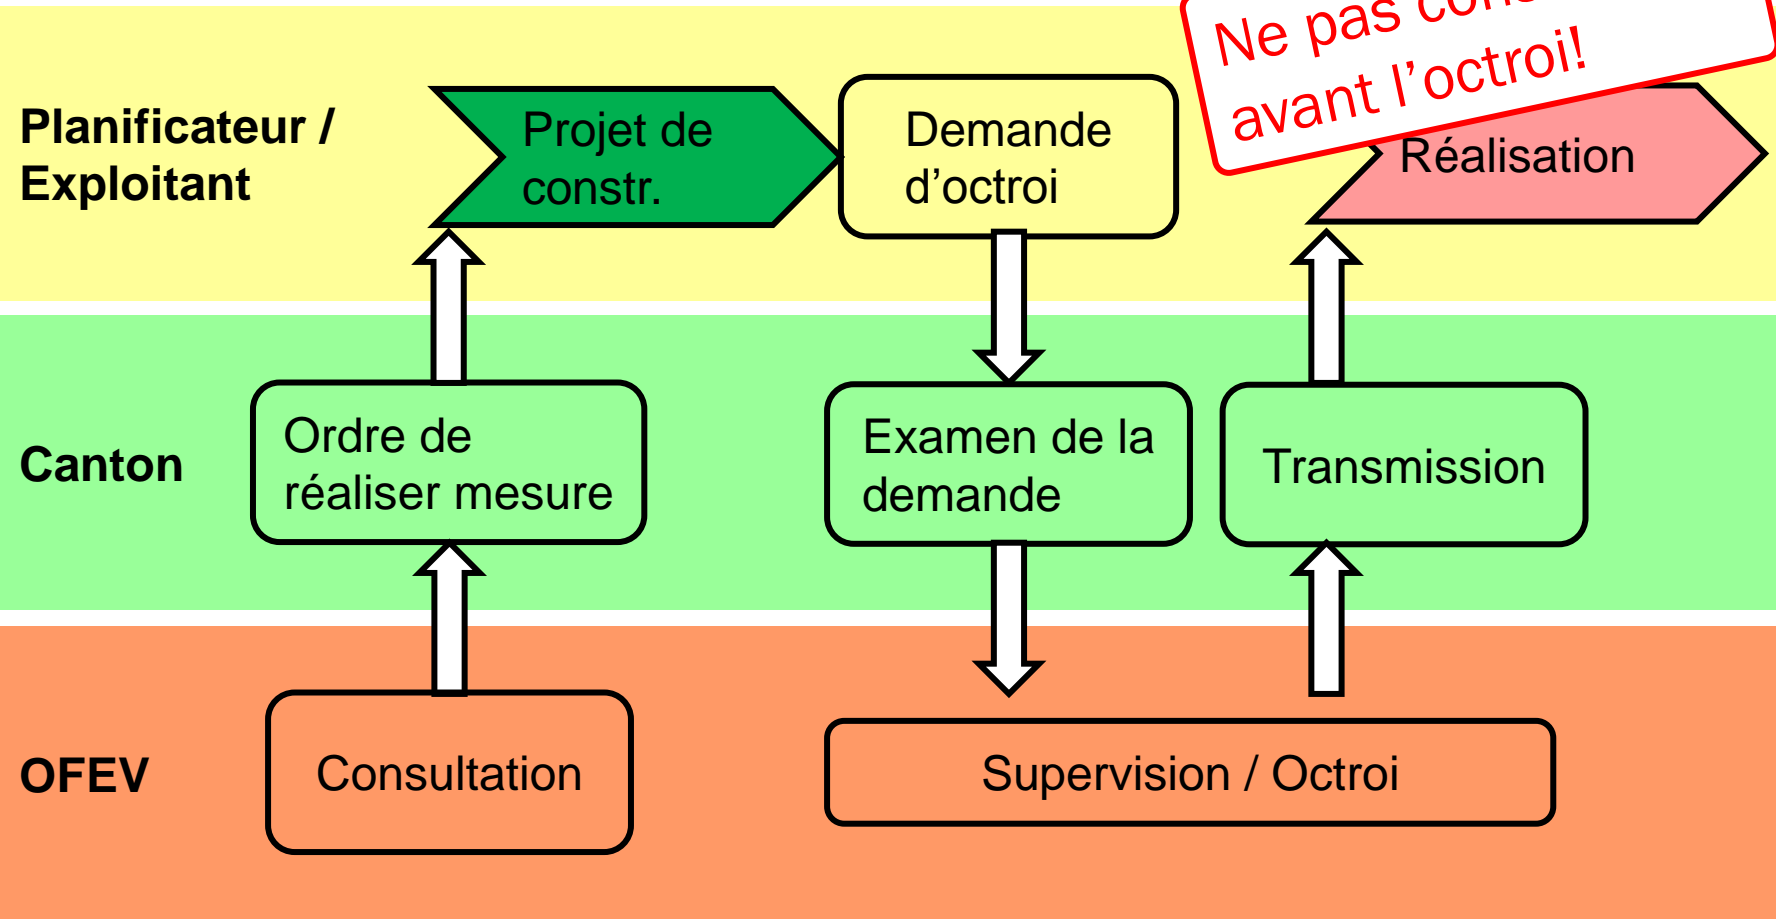 Ne pas
avant l’octroi!
Planificateur /
Exploitant
Projet de
constr.
Demande
d’octroi
Réalisation
Canton
Ordre de
réaliser mesure
Examen de la
demande
Transmission
OFEV
Consultation
Supervision / Octroi